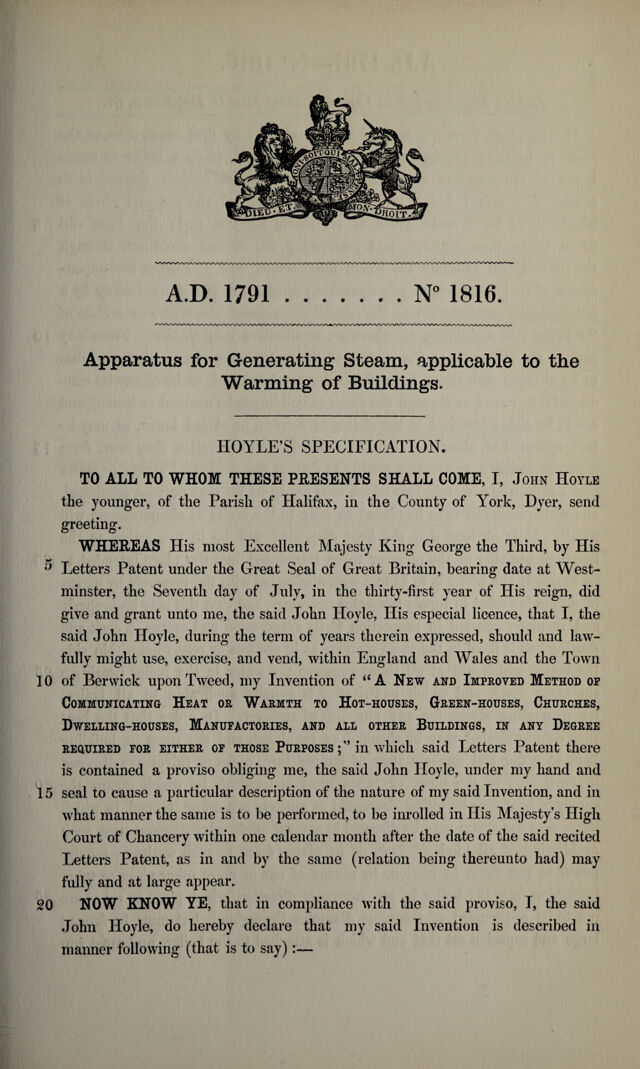 HONI SOIT QUI MAL
DIEU · ET · MON · DROIT
A.D. 1791 . . . . . . . N° 1816.
Apparatus for Generating Steam, applicable to the
Warming of Buildings.
HOYLE'S SPECIFICATION.
TO ALL TO WHOM THESE PRESENTS SHALL COME, I, JOHN HOYLE
the younger, of the Parish of Halifax, in the County of York, Dyer, send
greeting.
WHEREAS His most Excellent Majesty King George the Third, by His
5 Letters Patent under the Great Seal of Great Britain, bearing date at West-
minster, the Seventh day of July, in the thirty-first year of His reign, did
give and grant unto me, the said John Hoyle, His especial licence, that I, the
said John Hoyle, during the term of years therein expressed, should and law-
fully might use, exercise, and vend, within England and Wales and the Town
10 of Berwick upon Tweed, my Invention of "A NEW AND IMPROVED METHOD OF
COMMUNICATING HEAT OR WARMTH TO HOT-HOUSES, GREEN-HOUSES, CHURCHES,
DWELLING-HOUSES, MANUFACTORIES, AND ALL OTHER BUILDINGS, IN ANY DEGREE
REQUIRED FOR EITHER OF THOSE PURPOSES;" in which said Letters Patent there
is contained a proviso obliging me, the said John Hoyle, under my hand and
15 seal to cause a particular description of the nature of my said Invention, and in
what manner the same is to be performed, to be inrolled in His Majesty's High
Court of Chancery within one calendar month after the date of the said recited
Letters Patent, as in and by the same (relation being thereunto had) may
fully and at large appear.
20 NOW KNOW YE, that in compliance with the said proviso, I, the said
John Hoyle, do hereby declare that my said Invention is described in
manner following (that is to say) :—